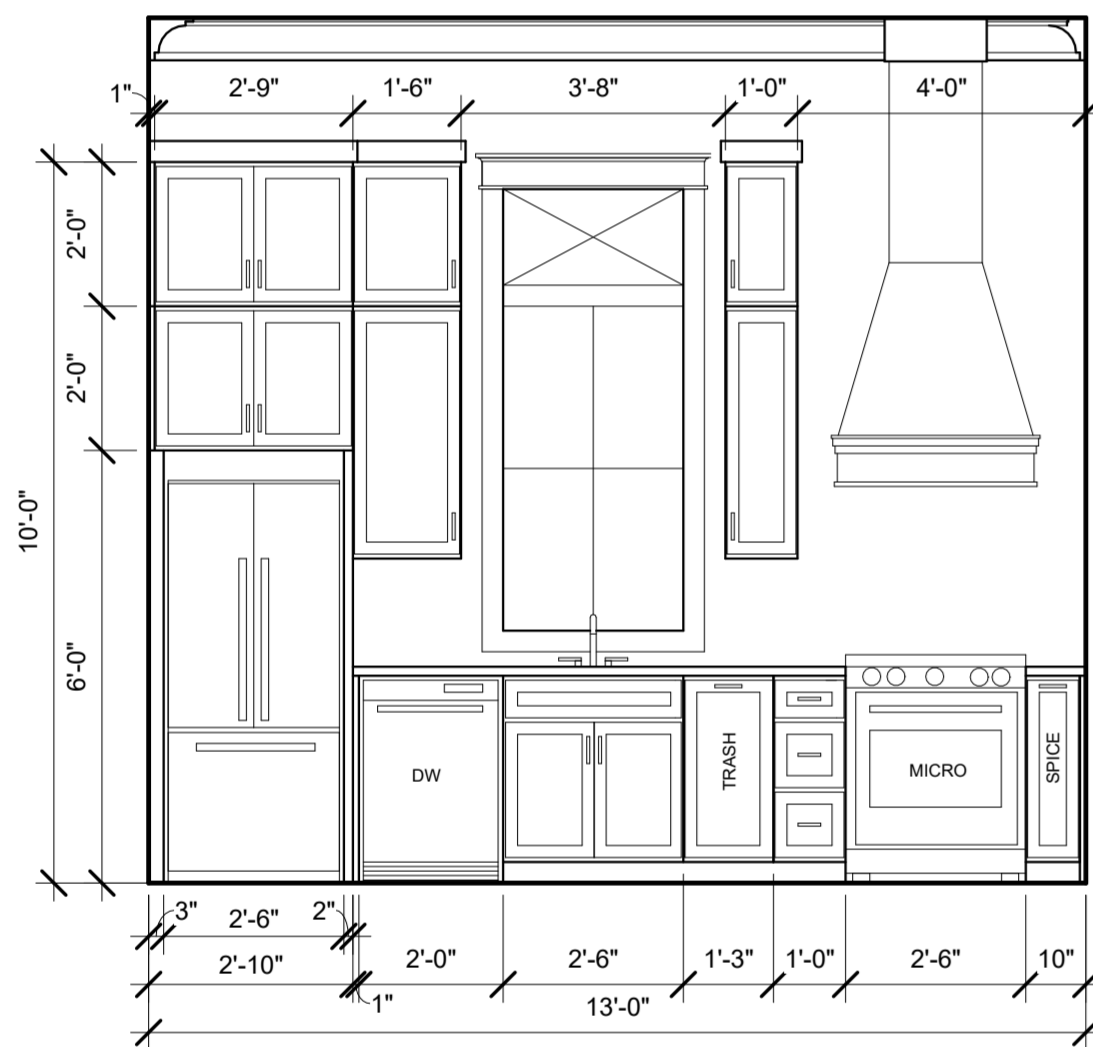 1" 2'-9" 1'-6" 3'-8" 1'-0" 4'-0"
2'-0"
2'-0"
10'-0"
6'-0"
DW
TRASH
MICRO
SPICE
3" 2'-6" 2"
2'-10" 2'-0" 2'-6" 1'-3" 1'-0" 2'-6" 10"
1" 13'-0"